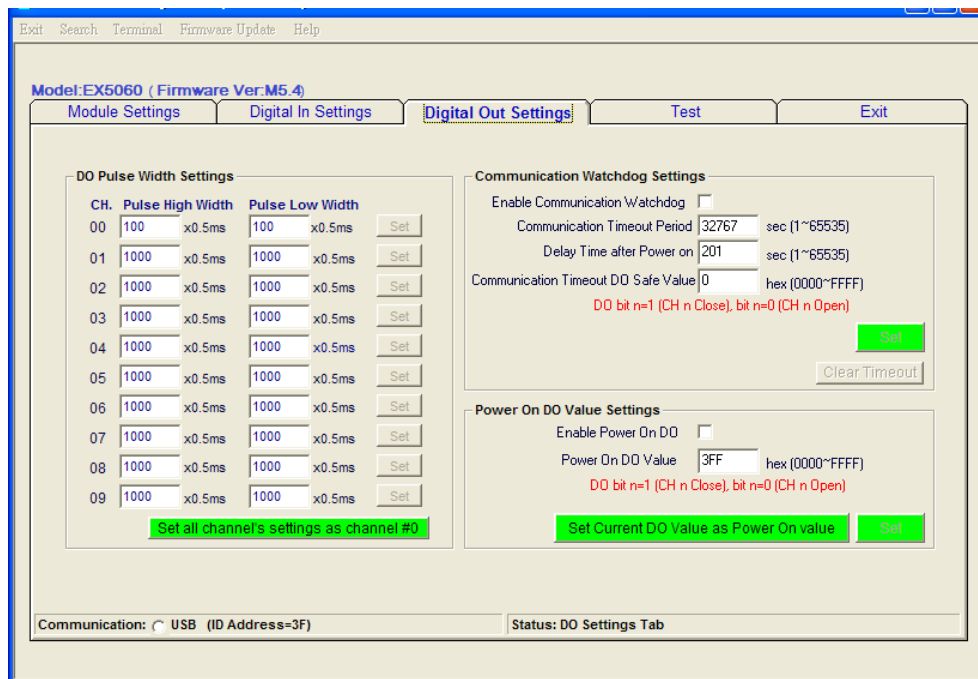 Exit Search Terminal Firmware Update Help
Model:EX5060 ( Firmware Ver:M5.4)
Module Settings Digital In Settings Digital Out Settings Test Exit
DO Pulse Width Settings
CH. Pulse High Width Pulse Low Width
00 100 x0.5ms 100 x0.5ms Set
01 1000 x0.5ms 1000 x0.5ms Set
02 1000 x0.5ms 1000 x0.5ms Set
03 1000 x0.5ms 1000 x0.5ms Set
04 1000 x0.5ms 1000 x0.5ms Set
05 1000 x0.5ms 1000 x0.5ms Set
06 1000 x0.5ms 1000 x0.5ms Set
07 1000 x0.5ms 1000 x0.5ms Set
08 1000 x0.5ms 1000 x0.5ms Set
09 1000 x0.5ms 1000 x0.5ms Set
Set all channel's settings as channel #0
Communication Watchdog Settings
Enable Communication Watchdog
Communication Timeout Period 32767 sec (1~65535)
Delay Time after Power on 201 sec (1~65535)
Communication Timeout DO Safe Value 0 hex (0000~FFFF)
DO bit n=1 (CH n Close), bit n=0 (CH n Open)
Set
Clear Timeout
Power On DO Value Settings
Enable Power On DO
Power On DO Value 3FF hex (0000~FFFF)
DO bit n=1 (CH n Close), bit n=0 (CH n Open)
Set Current DO Value as Power On value Set
Communication: USB (ID Address=3F) Status: DO Settings Tab